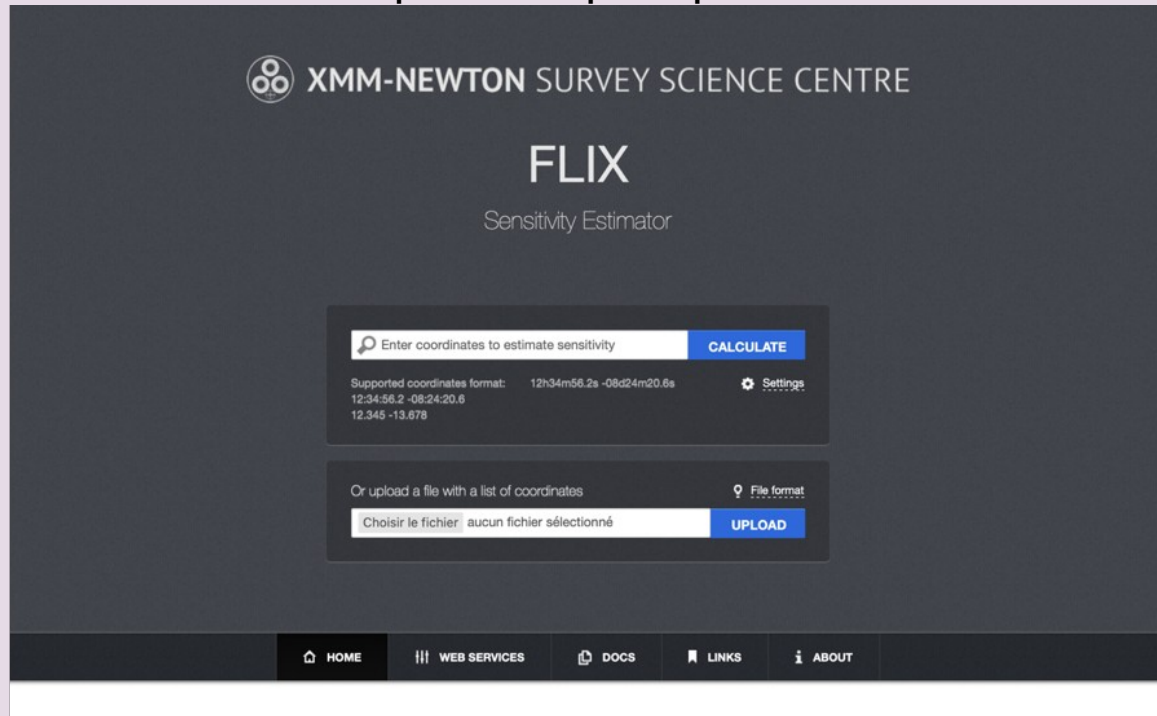 XMM-NEWTON SURVEY SCIENCE CENTRE
FLIX
Sensitivity Estimator
Enter coordinates to estimate sensitivity
CALCULATE
Supported coordinates format: 12h34m56.2s -08d24m20.6s
Settings
12:34:56.2 -08:24:20.6
12.345 -13.678
Or upload a file with a list of coordinates
File format
Choisir le fichier aucun fichier sélectionné
UPLOAD
HOME WEB SERVICES DOCS LINKS ABOUT